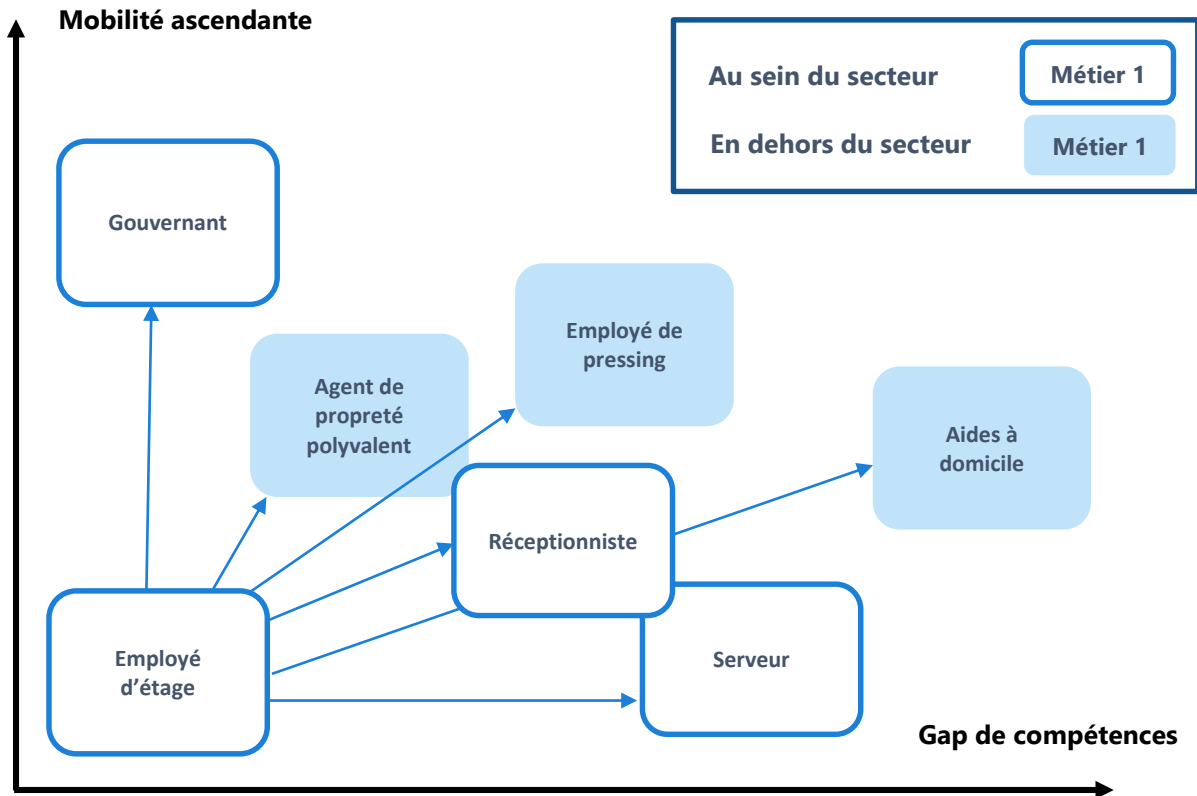 Mobilité ascendante
Au sein du secteur
Métier 1
En dehors du secteur
Métier 1
Gouvernant
Employé de
pressing
Agent de
propreté
polyvalent
Aides à
domicile
Réceptionniste
Employé
d’étage
Serveur
Gap de compétences